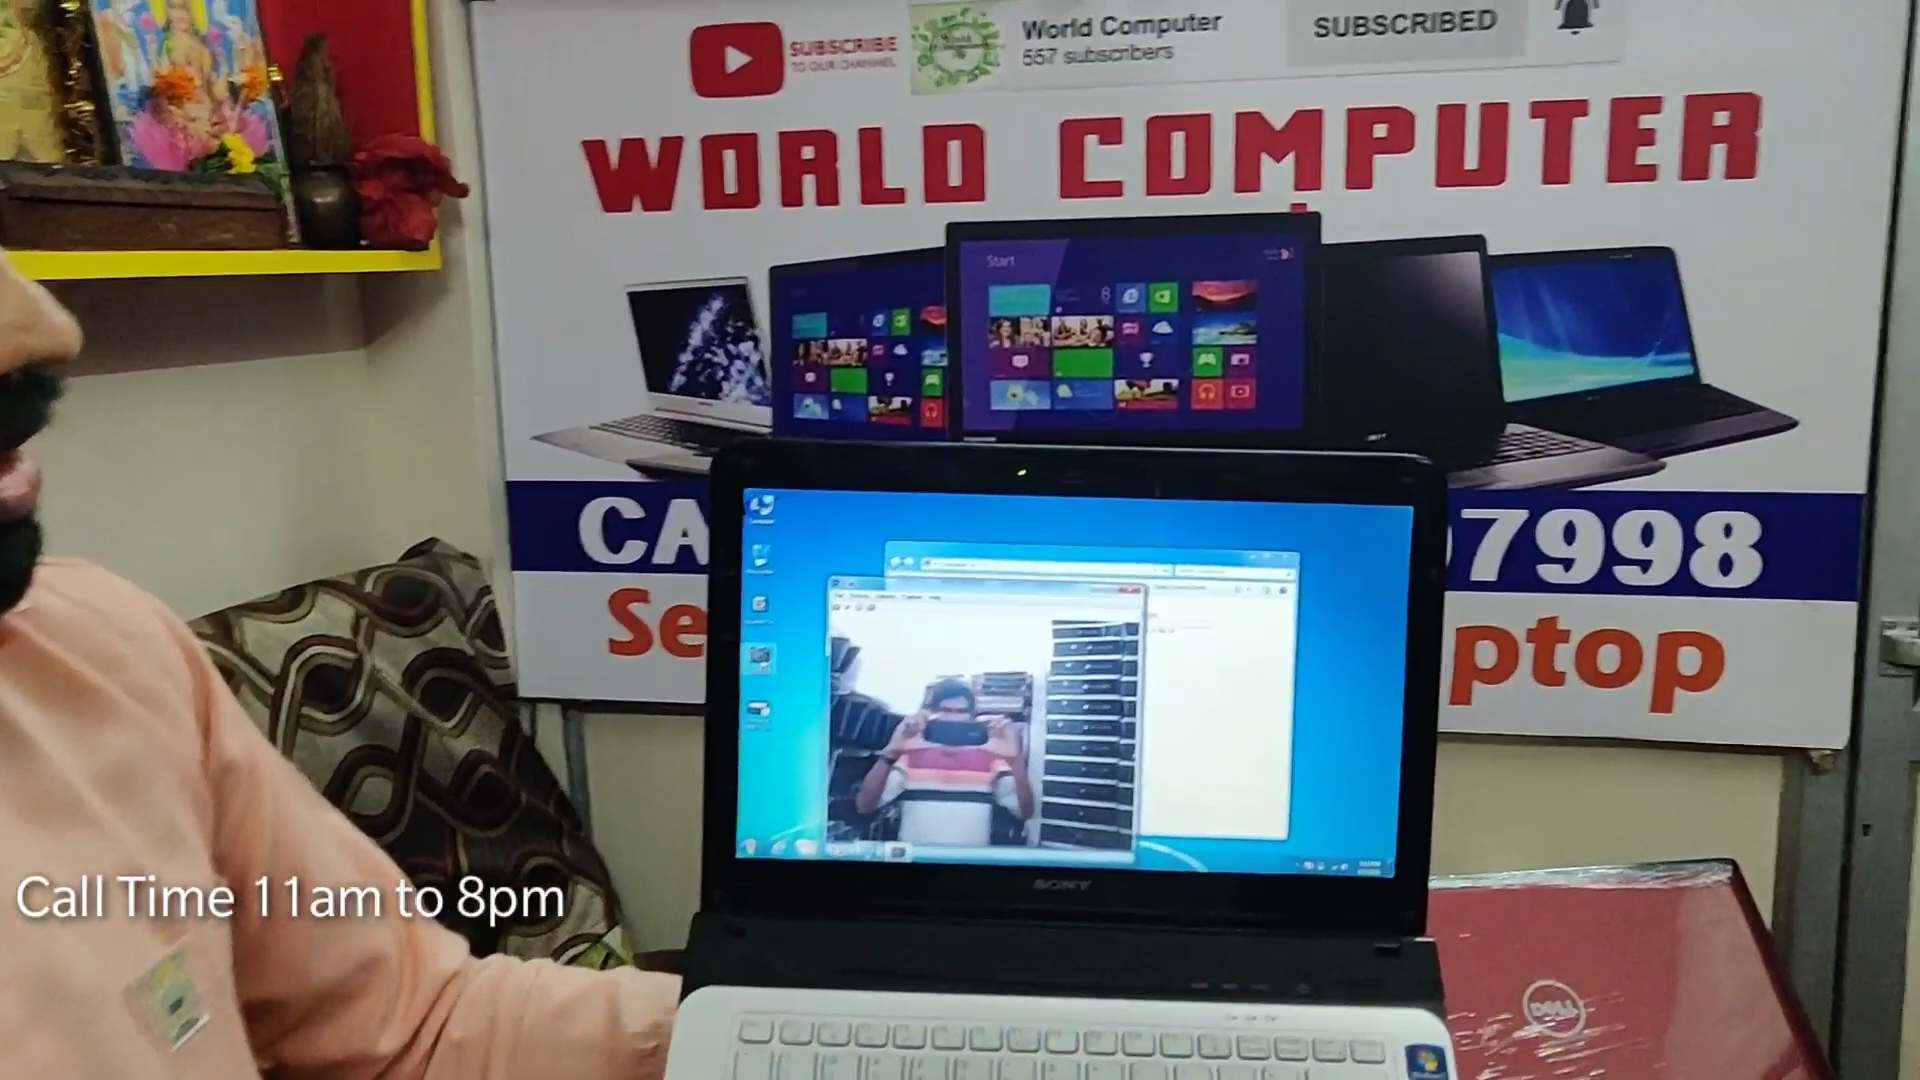 SUBSCRIBE
TO OUR CHANNEL
World Computer
557 subscribers
SUBSCRIBED
WORLD COMPUTER
Start
CA
7998
Se
ptop
SONY
DELL
Call Time 11am to 8pm